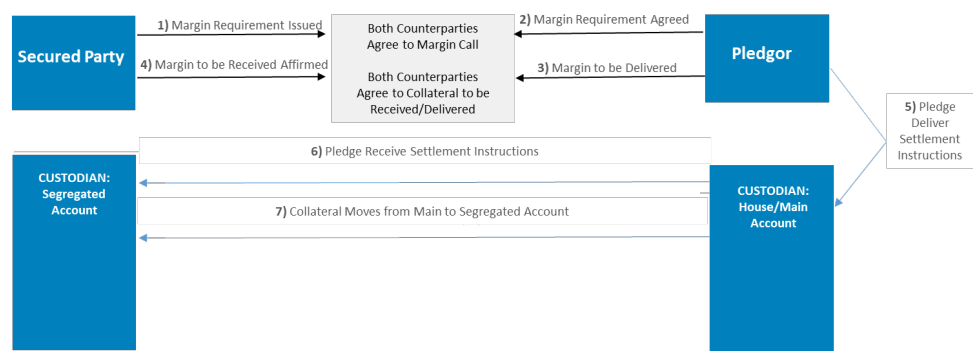 1) Margin Requirement Issued
2) Margin Requirement Agreed
Both Counterparties
Agree to Margin Call
Secured Party
Pledgor
4) Margin to be Received Affirmed
3) Margin to be Delivered
Both Counterparties
Agree to Collateral to be
Received/Delivered
5) Pledge
Deliver
Settlement
Instructions
6) Pledge Receive Settlement Instructions
CUSTODIAN:
Segregated
Account
CUSTODIAN:
House/Main
Account
7) Collateral Moves from Main to Segregated Account